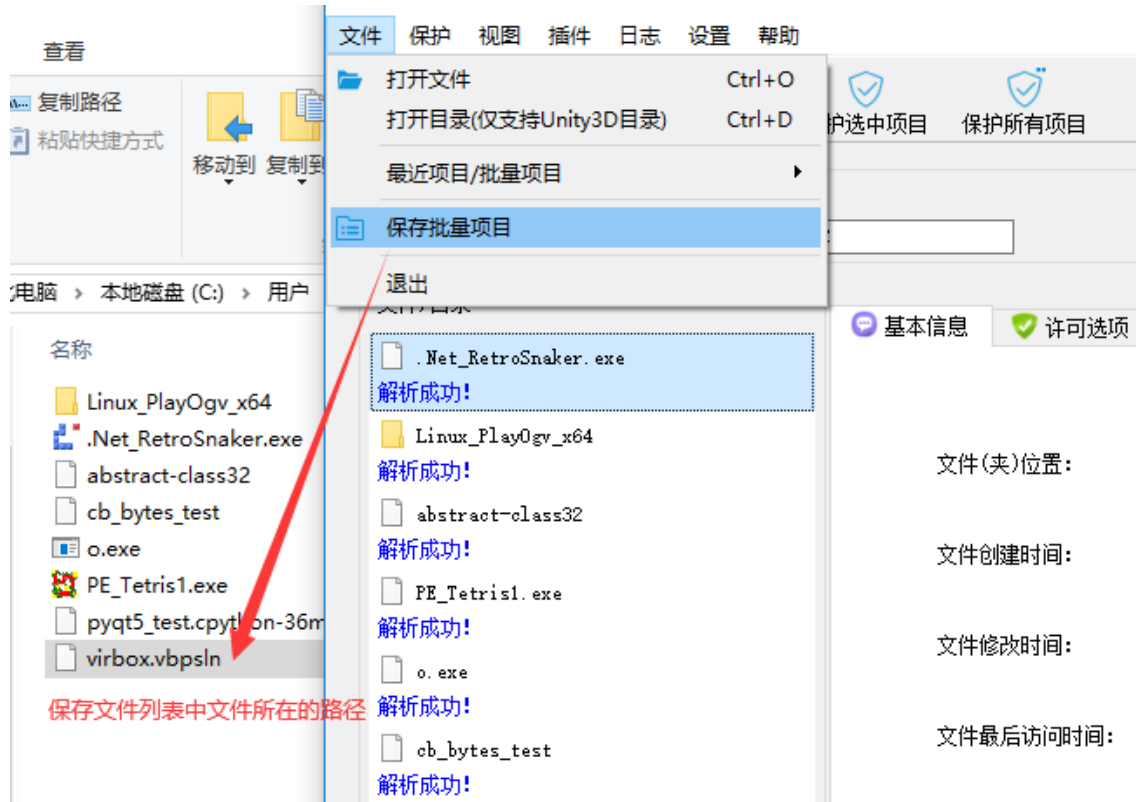 查看
复制路径
粘贴快捷方式
移动到 复制到
电脑 › 本地磁盘 (C:) › 用户
名称
Linux_PlayOgv_x64
.Net_RetroSnaker.exe
abstract-class32
cb_bytes_test
o.exe
PE_Tetris1.exe
pyqt5_test.cpython-36m
virbox.vbpsln
保存文件列表中文件所在的路径
文件 保护 视图 插件 日志 设置 帮助
打开文件 Ctrl+O
打开目录(仅支持Unity3D目录) Ctrl+D
最近项目/批量项目
保存批量项目
退出
护选中项目 保护所有项目
文件/目录
.Net_RetroSnaker.exe
解析成功!
Linux_PlayOgv_x64
解析成功!
abstract-class32
解析成功!
PE_Tetris1.exe
解析成功!
o.exe
解析成功!
cb_bytes_test
解析成功!
基本信息 许可选项
文件(夹)位置:
文件创建时间:
文件修改时间:
文件最后访问时间: